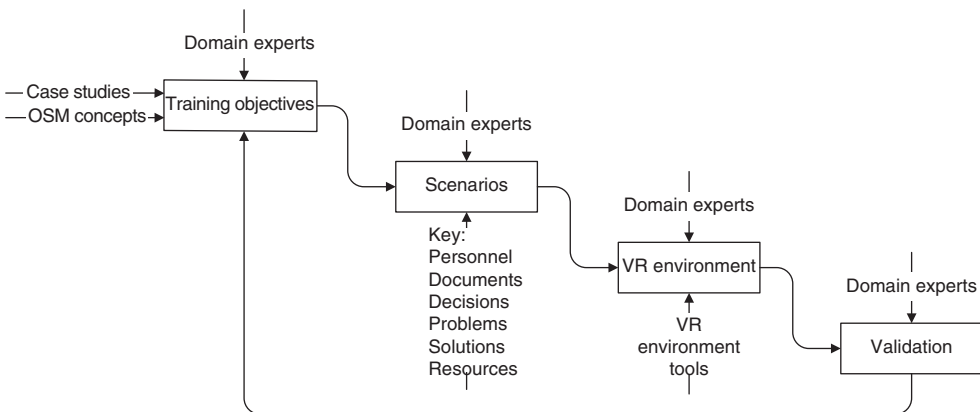 Domain experts
Case studies
OSM concepts
Training objectives
Domain experts
Scenarios
Key:
Personnel
Documents
Decisions
Problems
Solutions
Resources
Domain experts
VR environment
VR
environment
tools
Domain experts
Validation